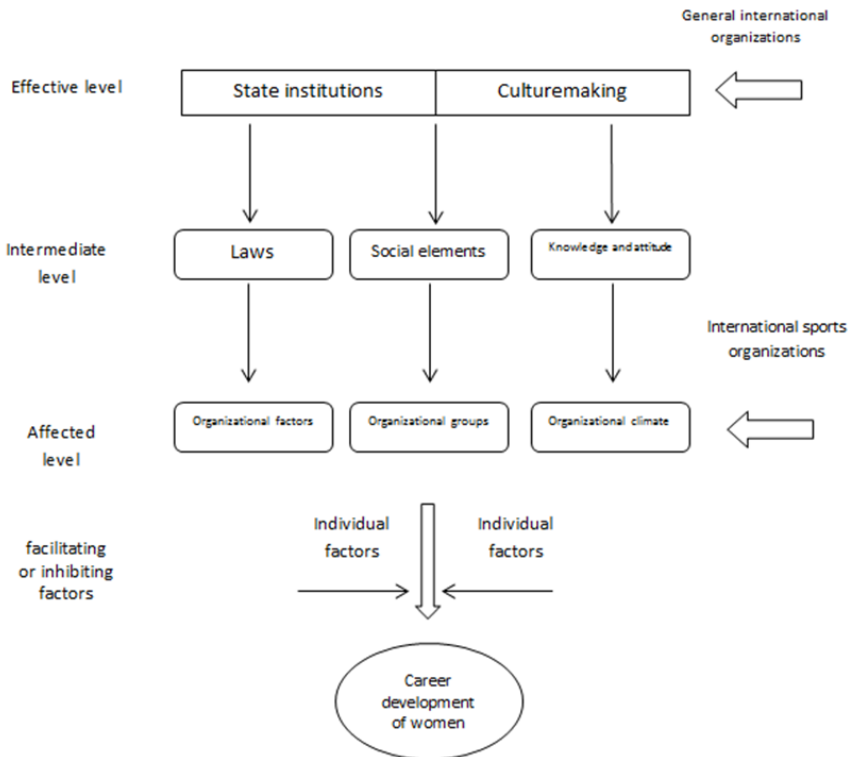 General international
organizations
Effective level
State institutions
Culturemaking
Intermediate
level
Laws
Social elements
Knowledge and attitude
International sports
organizations
Affected
level
Organizational factors
Organizational groups
Organizational climate
facilitating
or inhibiting
factors
Individual
factors
Individual
factors
Career
development
of women